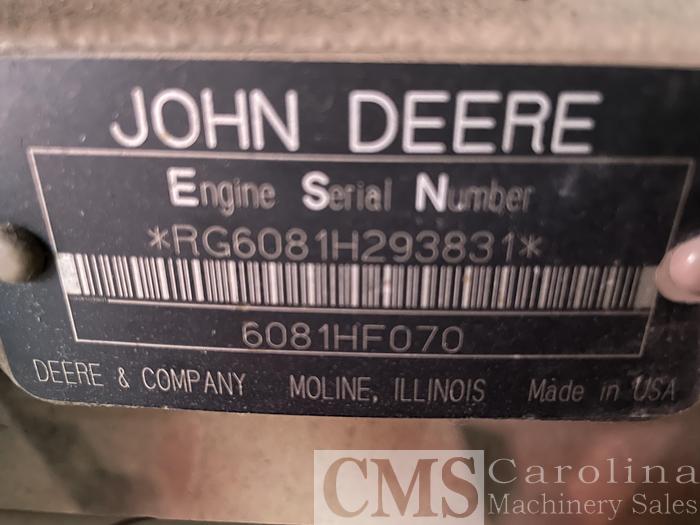 JOHN DEERE
Engine Serial Number
*RG6081H293831*
6081HF070
DEERE & COMPANY MOLINE, ILLINOIS Made in USA
CMS Carolina
Machinery Sales